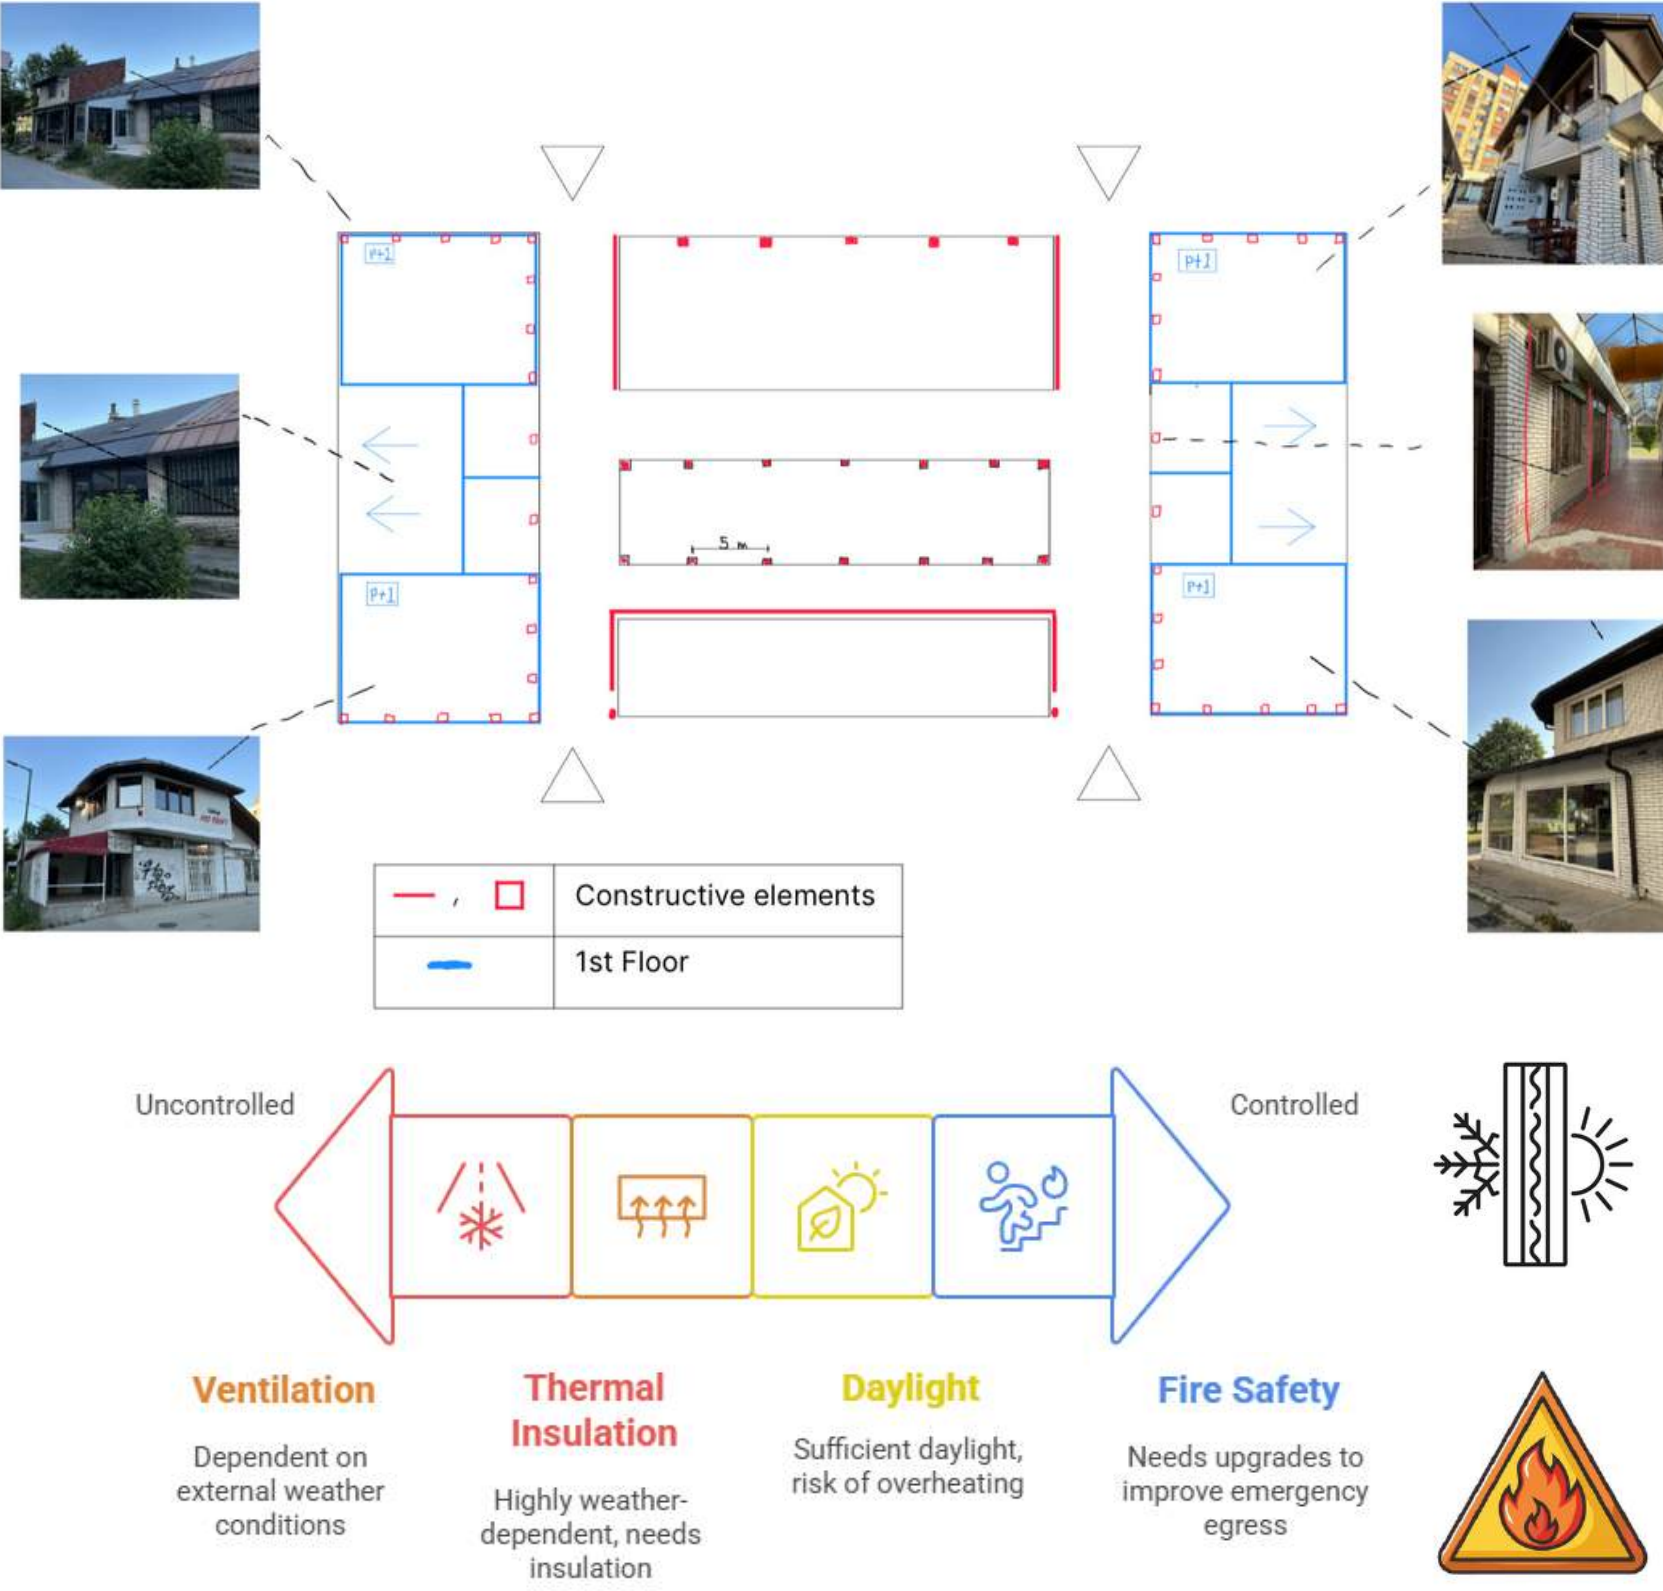 P+1
P+1
5 m
P+1
P+1
— , □ Constructive elements
1st Floor
Uncontrolled
Controlled
Ventilation
Dependent on
external weather
conditions
Thermal
Insulation
Highly weather-
dependent, needs
insulation
Daylight
Sufficient daylight,
risk of overheating
Fire Safety
Needs upgrades to
improve emergency
egress